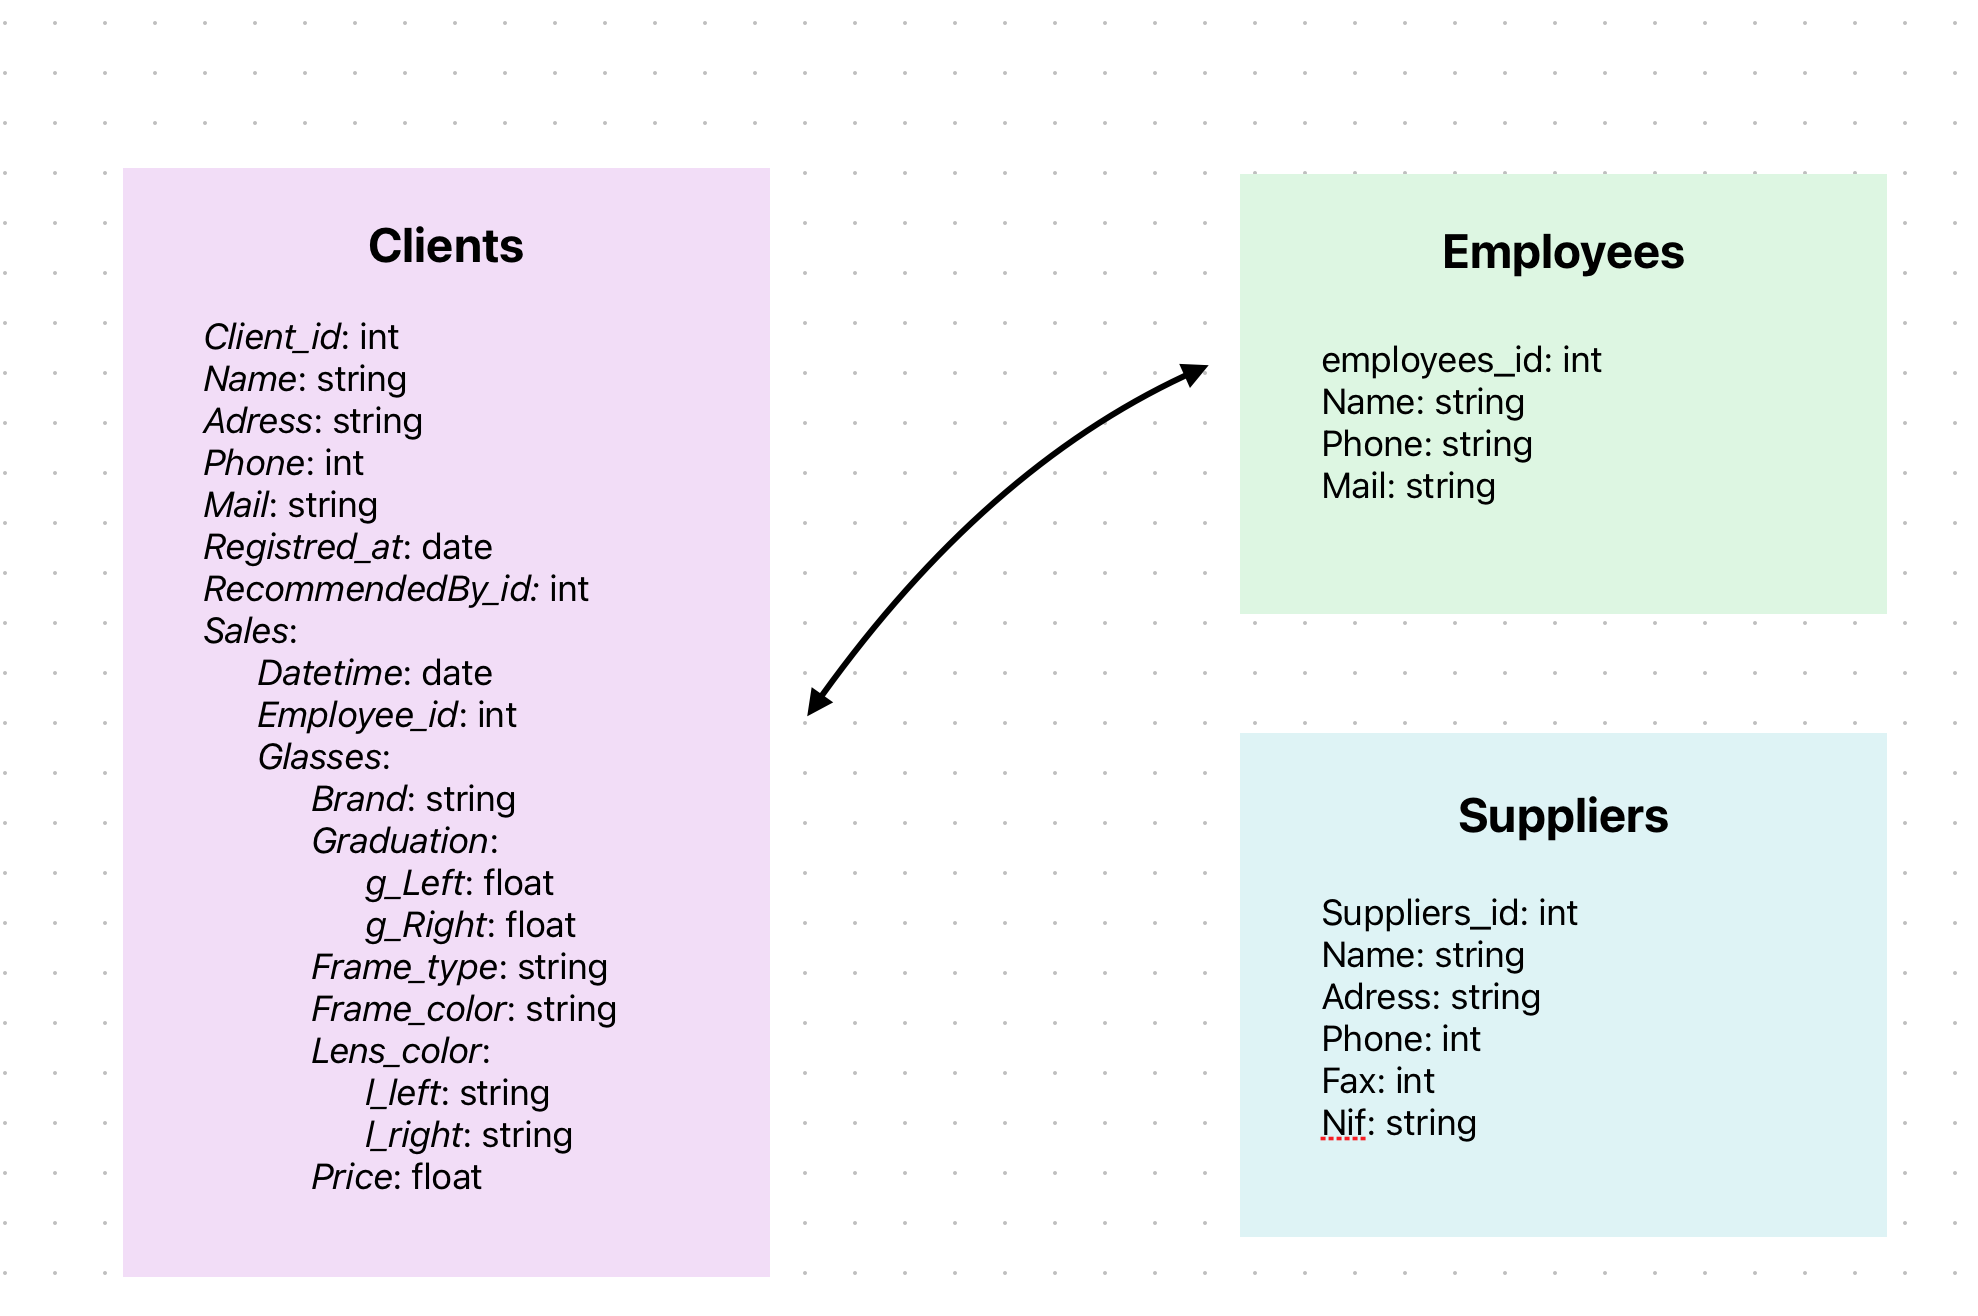 Clients
Client_id: int
Name: string
Adress: string
Phone: int
Mail: string
Registred_at: date
RecommendedBy_id: int
Sales:
Datetime: date
Employee_id: int
Glasses:
Brand: string
Graduation:
g_Left: float
g_Right: float
Frame_type: string
Frame_color: string
Lens_color:
l_left: string
l_right: string
Price: float
Employees
employees_id: int
Name: string
Phone: string
Mail: string
Suppliers
Suppliers_id: int
Name: string
Adress: string
Phone: int
Fax: int
Nif: string